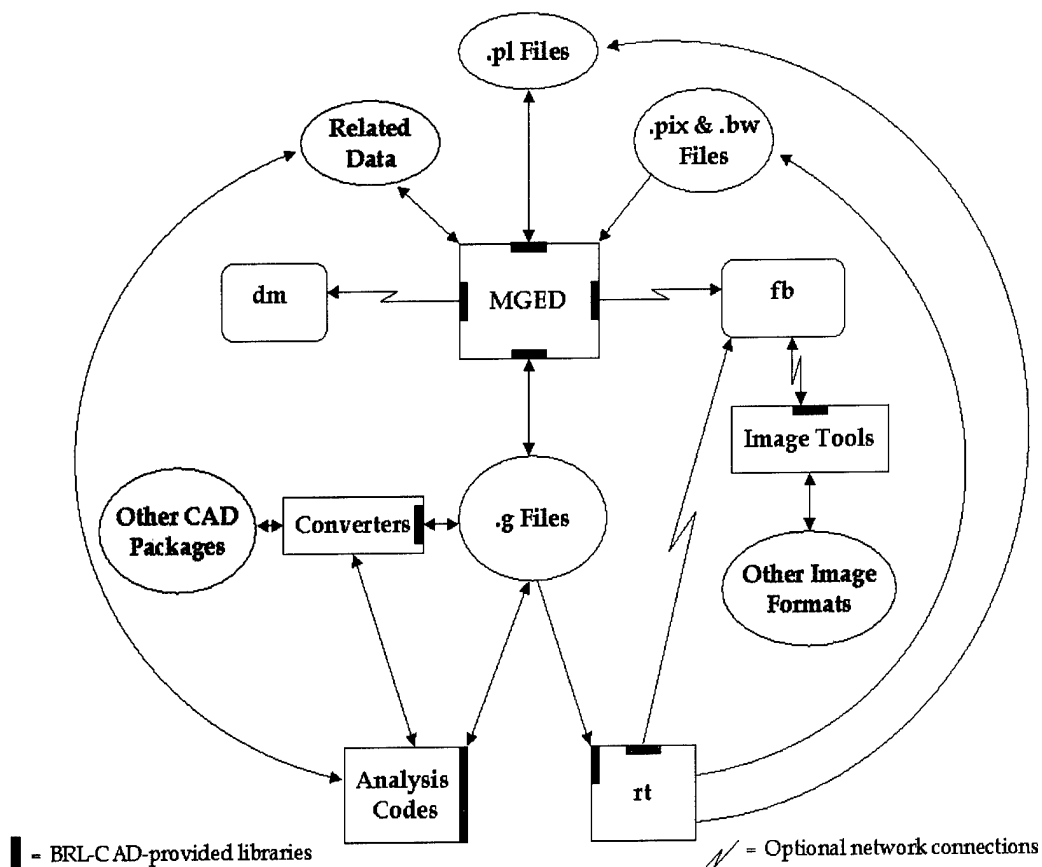 .pl Files
Related
Data
.pix & .bw
Files
dm
MGED
fb
Image Tools
Other CAD
Packages
Converters
.g Files
Other Image
Formats
Analysis
Codes
rt
= BRL-CAD-provided libraries
= Optional network connections